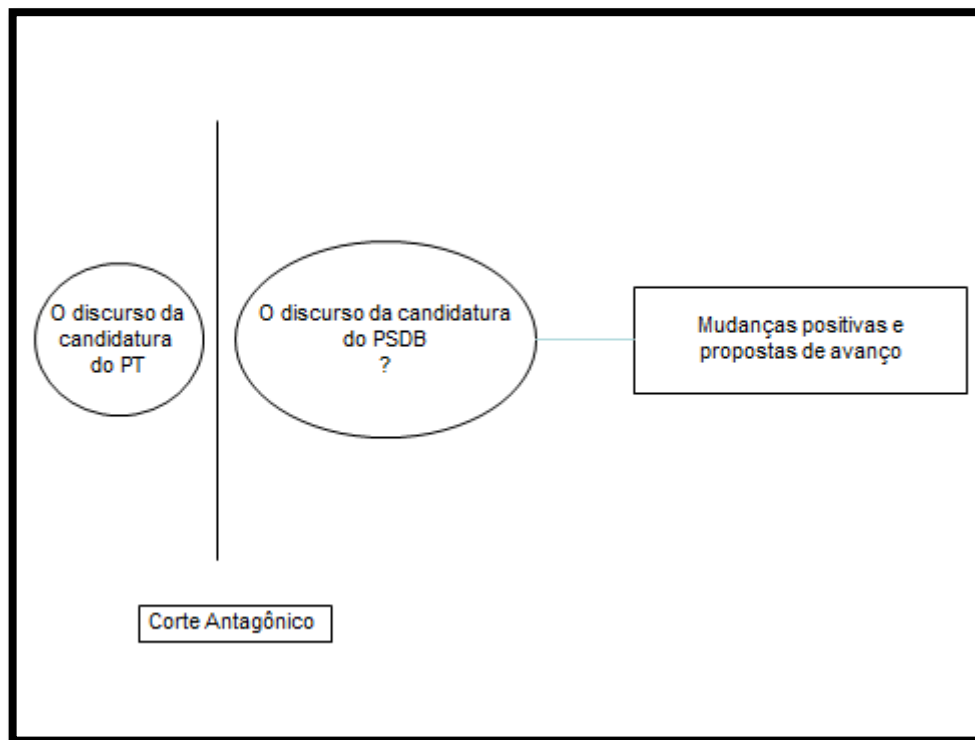 O discurso da
candidatura
do PT
O discurso da candidatura
do PSDB
?
Mudanças positivas e
propostas de avanço
Corte Antagônico